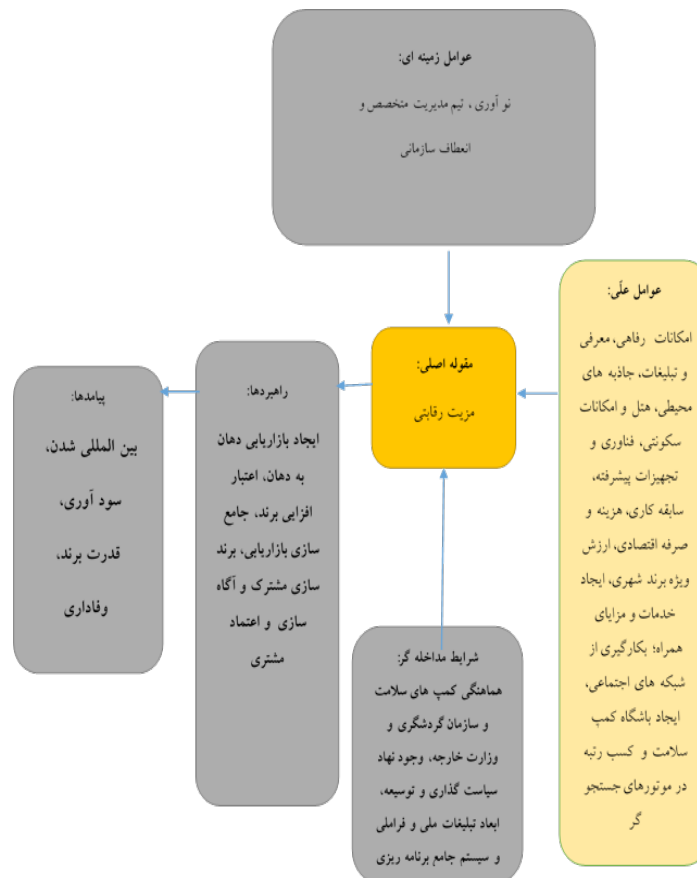 عوامل زمینه ای:
نو آوری ، تیم مدیریت متخصص و
انعطاف سازمانی
عوامل علّی:
امکانات رفاهی، معرفی
و تبلیغات، جاذبه های
محیطی، هتل و امکانات
سکونتی، فناوری و
تجهیزات پیشرفته،
سابقه کاری، هزینه و
صرفه اقتصادی، ارزش
ویژه برند شهری، ایجاد
خدمات و مزایای
همراه؛ بکارگیری از
شبکه های اجتماعی،
ایجاد باشگاه کمپ
سلامت و کسب رتبه
در موتورهای جستجو
گر
مقوله اصلی:
مزیت رقابتی
راهبردها:
ایجاد بازاریابی دهان
به دهان، اعتبار
افزایی برند، جامع
سازی بازاریابی، برند
سازی مشترک و آگاه
سازی و اعتماد
مشتری
پیامدها:
بین المللی شدن،
سود آوری،
قدرت برند،
وفاداری
شرایط مداخله گر:
هماهنگی کمپ های سلامت
و سازمان گردشگری و
وزارت خارجه، وجود نهاد
سیاست گذاری و توسعه،
ابعاد تبلیغات ملی و فراملی
و سیستم جامع برنامه ریزی